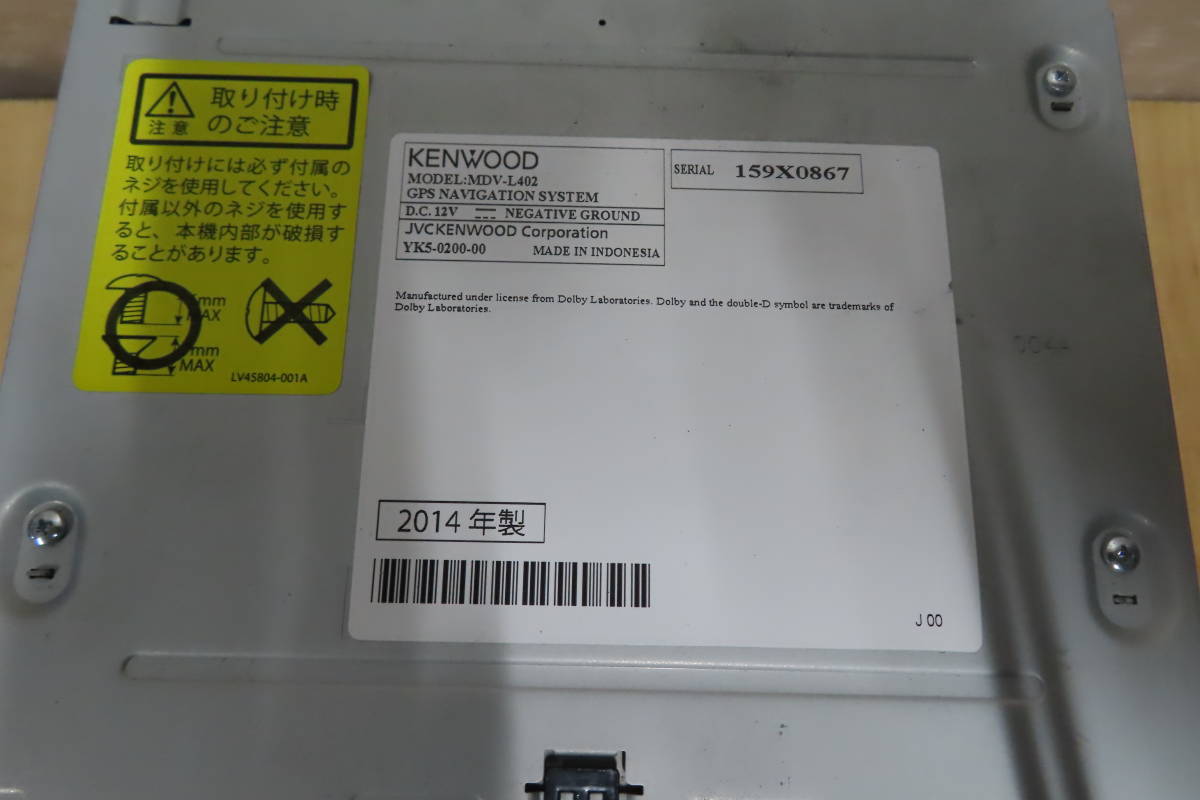 取り付け時
注意 のご注意
取り付けには必ず付属の
ネジを使用してください。
付属以外のネジを使用す
ると、本機内部が破損す
ることがあります。
mm
MAX
mm
MAX
LV45804-001A
KENWOOD
MODEL:MDV-L402
GPS NAVIGATION SYSTEM
D.C. 12V NEGATIVE GROUND
JVCKENWOOD Corporation
YK5-0200-00 MADE IN INDONESIA
SERIAL 159X0867
Manufactured under license from Dolby Laboratories. Dolby and the double-D symbol are trademarks of
Dolby Laboratories.
2014 年製
J 00